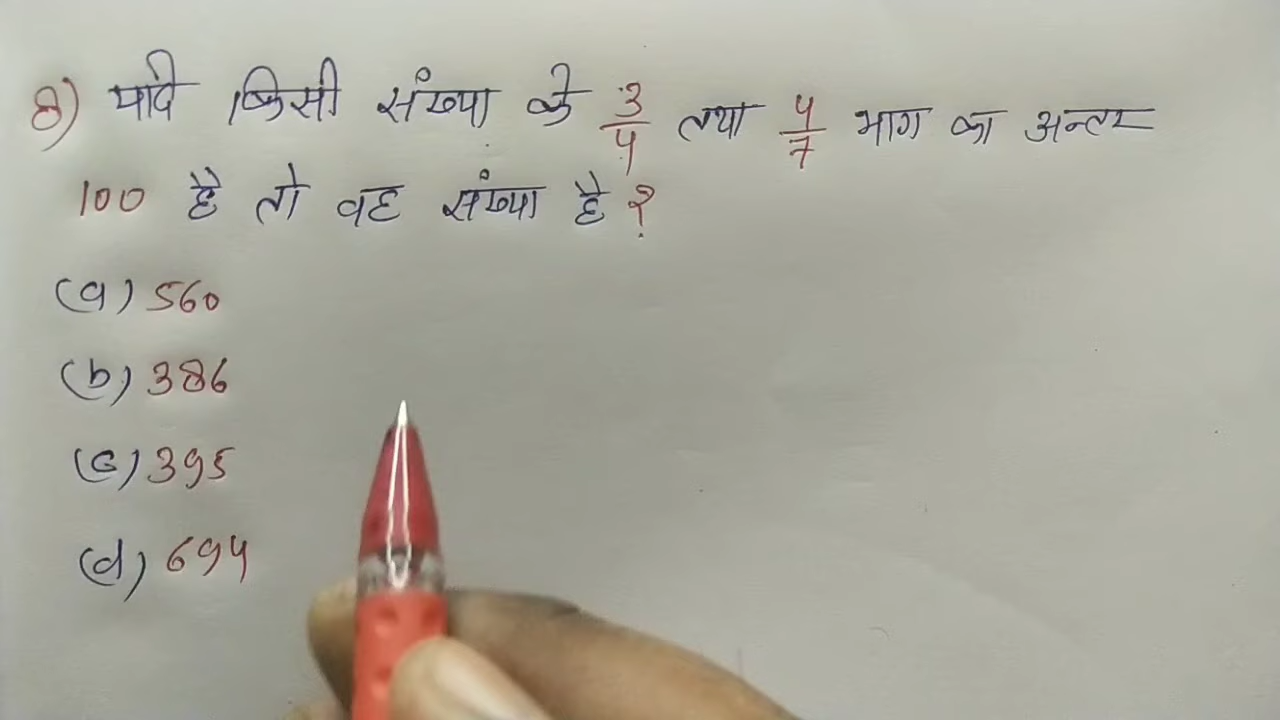 8) यदि किसी संख्या के 3/4 तथा 4/7 भाग का अन्तर
100 है तो वह संख्या है ?
(a) 560
(b) 386
(c) 395
(d) 694